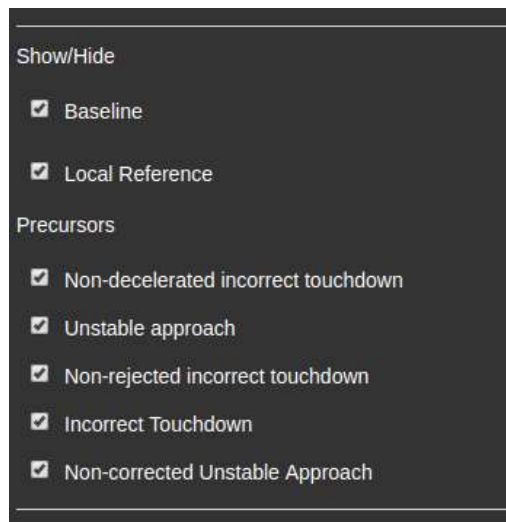 Show/Hide
Baseline
Local Reference
Precursors
Non-decelerated incorrect touchdown
Unstable approach
Non-rejected incorrect touchdown
Incorrect Touchdown
Non-corrected Unstable Approach